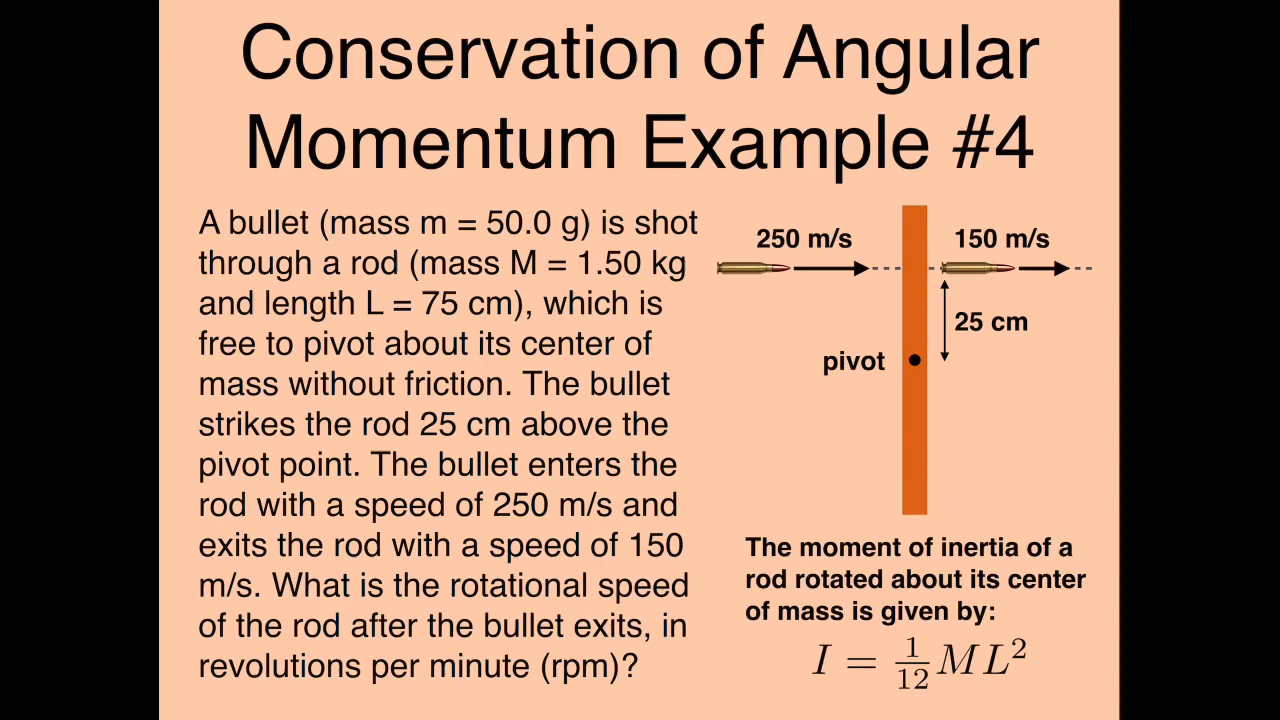 Conservation of Angular
Momentum Example #4
A bullet (mass m = 50.0 g) is shot
through a rod (mass M = 1.50 kg
and length L = 75 cm), which is
free to pivot about its center of
mass without friction. The bullet
strikes the rod 25 cm above the
pivot point. The bullet enters the
rod with a speed of 250 m/s and
exits the rod with a speed of 150
m/s. What is the rotational speed
of the rod after the bullet exits, in
revolutions per minute (rpm)?
250 m/s
150 m/s
25 cm
pivot
The moment of inertia of a
rod rotated about its center
of mass is given by:
I = 1/12 ML²